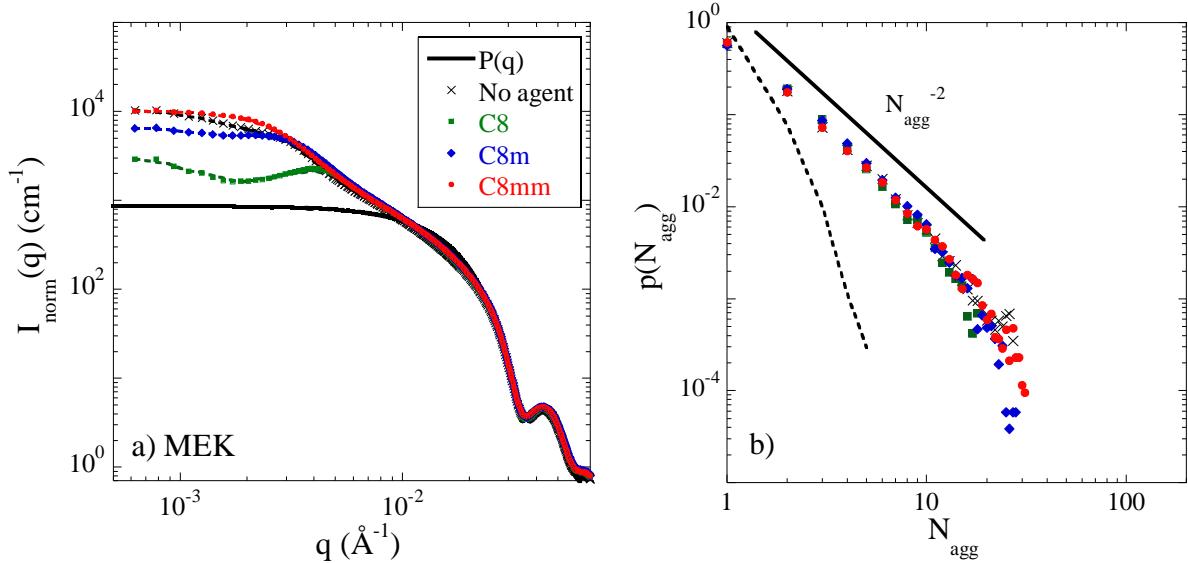 10^4
10^2
10^0
I_norm(q) (cm^-1)
P(q)
No agent
C8
C8m
C8mm
a) MEK
10^-3
10^-2
q (Å^-1)
10^0
10^-2
10^-4
p(N_agg)
N_agg^-2
b)
1
10
100
N_agg